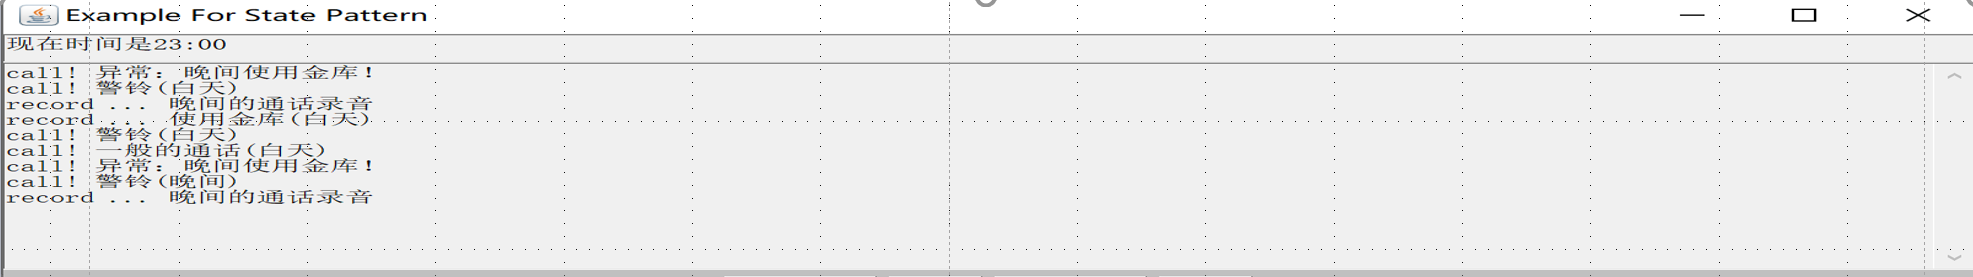 Example For State Pattern
现在时间是23:00
call! 异常：晚间使用金库！
call! 警铃(白天)
record ... 晚间的通话录音
record ... 使用金库(白天)
call! 警铃(白天)
call! 一般的通话(白天)
call! 异常：晚间使用金库！
call! 警铃(晚间)
record ... 晚间的通话录音